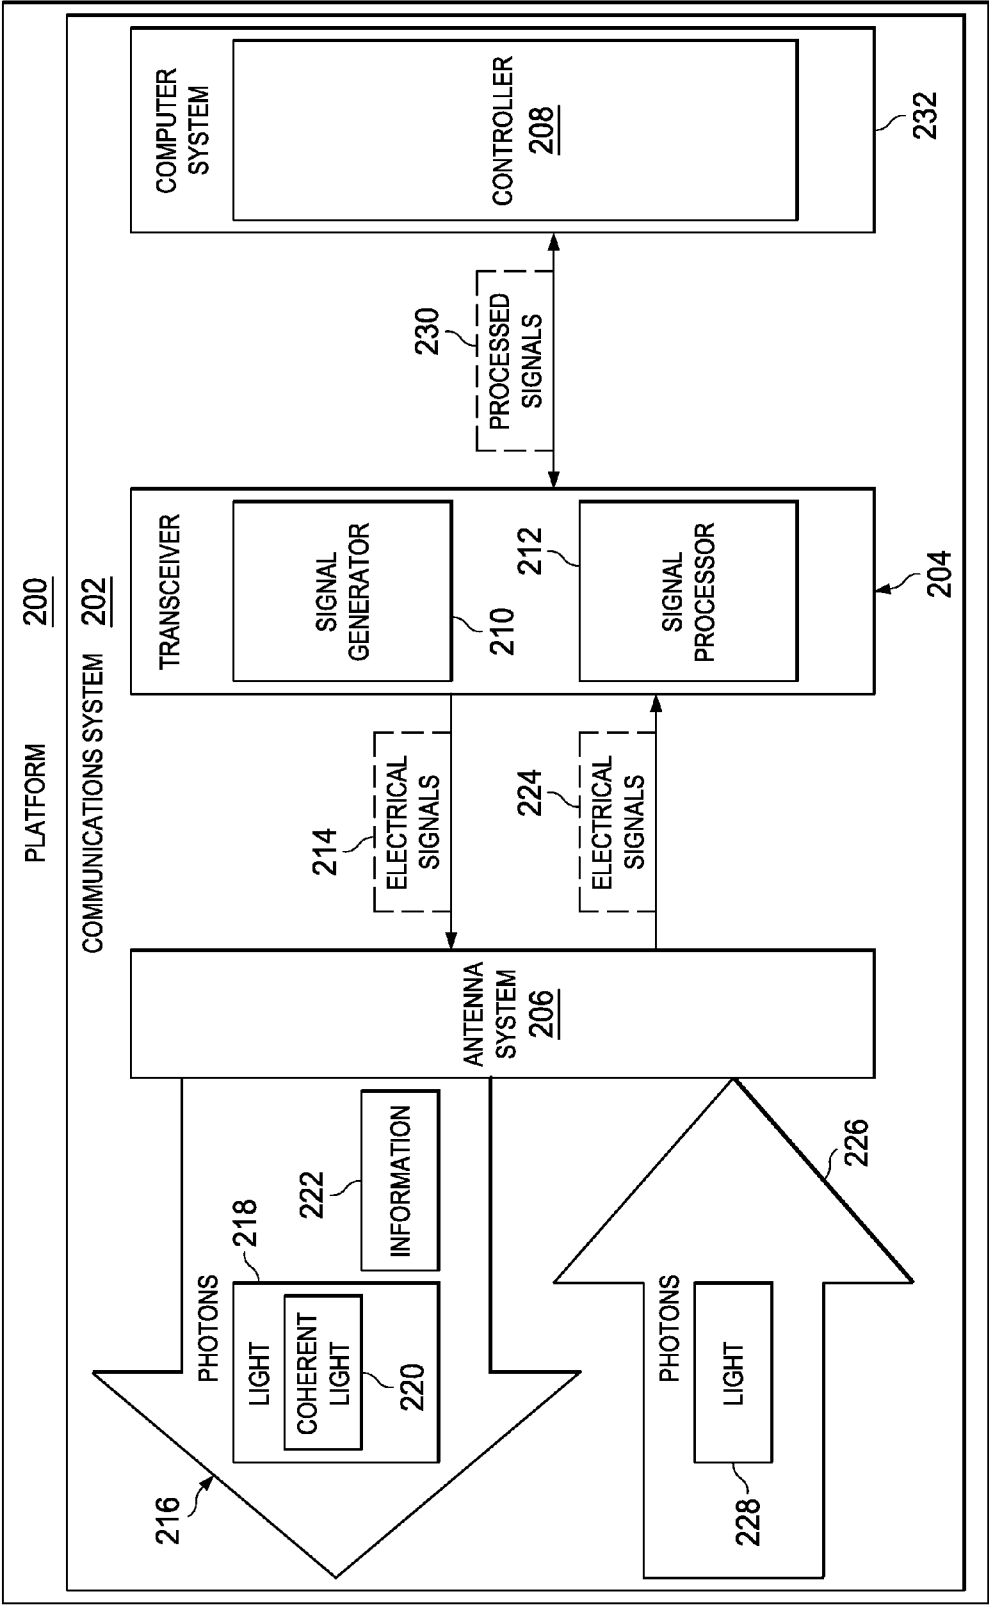 PLATFORM 200
COMMUNICATIONS SYSTEM 202
PHOTONS
216
LIGHT
218
COHERENT
LIGHT
220
222
INFORMATION
PHOTONS
LIGHT
228
226
ANTENNA
SYSTEM
206
214
ELECTRICAL
SIGNALS
224
ELECTRICAL
SIGNALS
TRANSCEIVER
SIGNAL
GENERATOR
210
212
SIGNAL
PROCESSOR
204
230
PROCESSED
SIGNALS
COMPUTER
SYSTEM
CONTROLLER
208
232